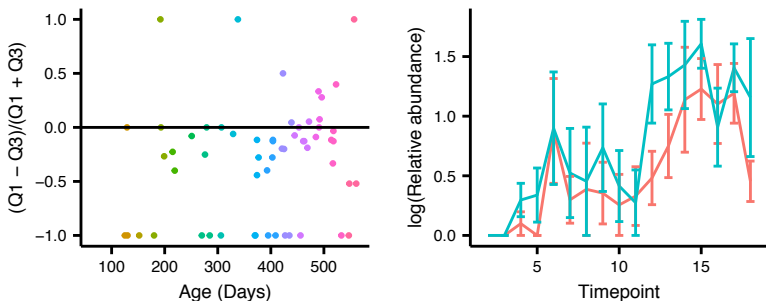 1.0
0.5
0.0
−0.5
−1.0
(Q1 − Q3)/(Q1 + Q3)
100 200 300 400 500
Age (Days)
1.5
1.0
0.5
0.0
log(Relative abundance)
5 10 15
Timepoint